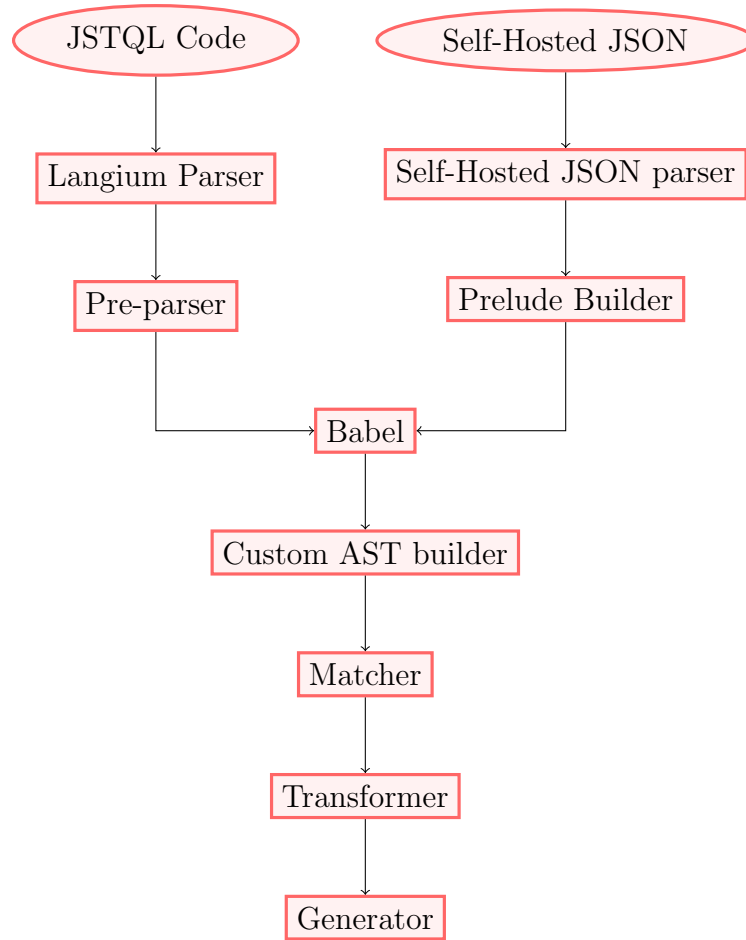 JSTQL Code
Self-Hosted JSON
Langium Parser
Self-Hosted JSON parser
Pre-parser
Prelude Builder
Babel
Custom AST builder
Matcher
Transformer
Generator